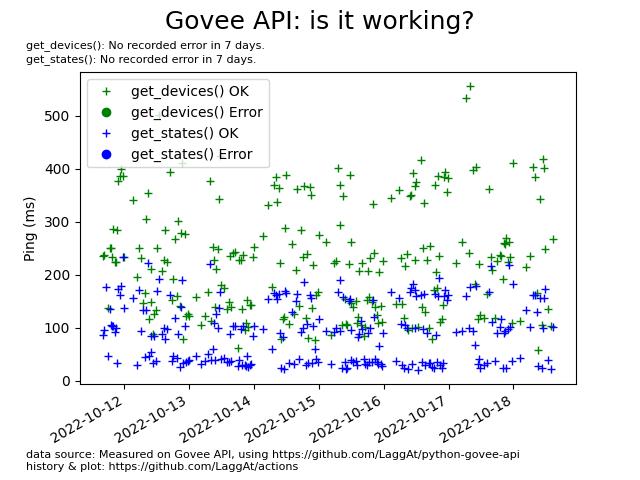 Govee API: is it working?
get_devices(): No recorded error in 7 days.
get_states(): No recorded error in 7 days.
get_devices() OK
get_devices() Error
get_states() OK
get_states() Error
Ping (ms)
500
400
300
200
100
0
2022-10-12
2022-10-13
2022-10-14
2022-10-15
2022-10-16
2022-10-17
2022-10-18
data source: Measured on Govee API, using https://github.com/LaggAt/python-govee-api
history & plot: https://github.com/LaggAt/actions